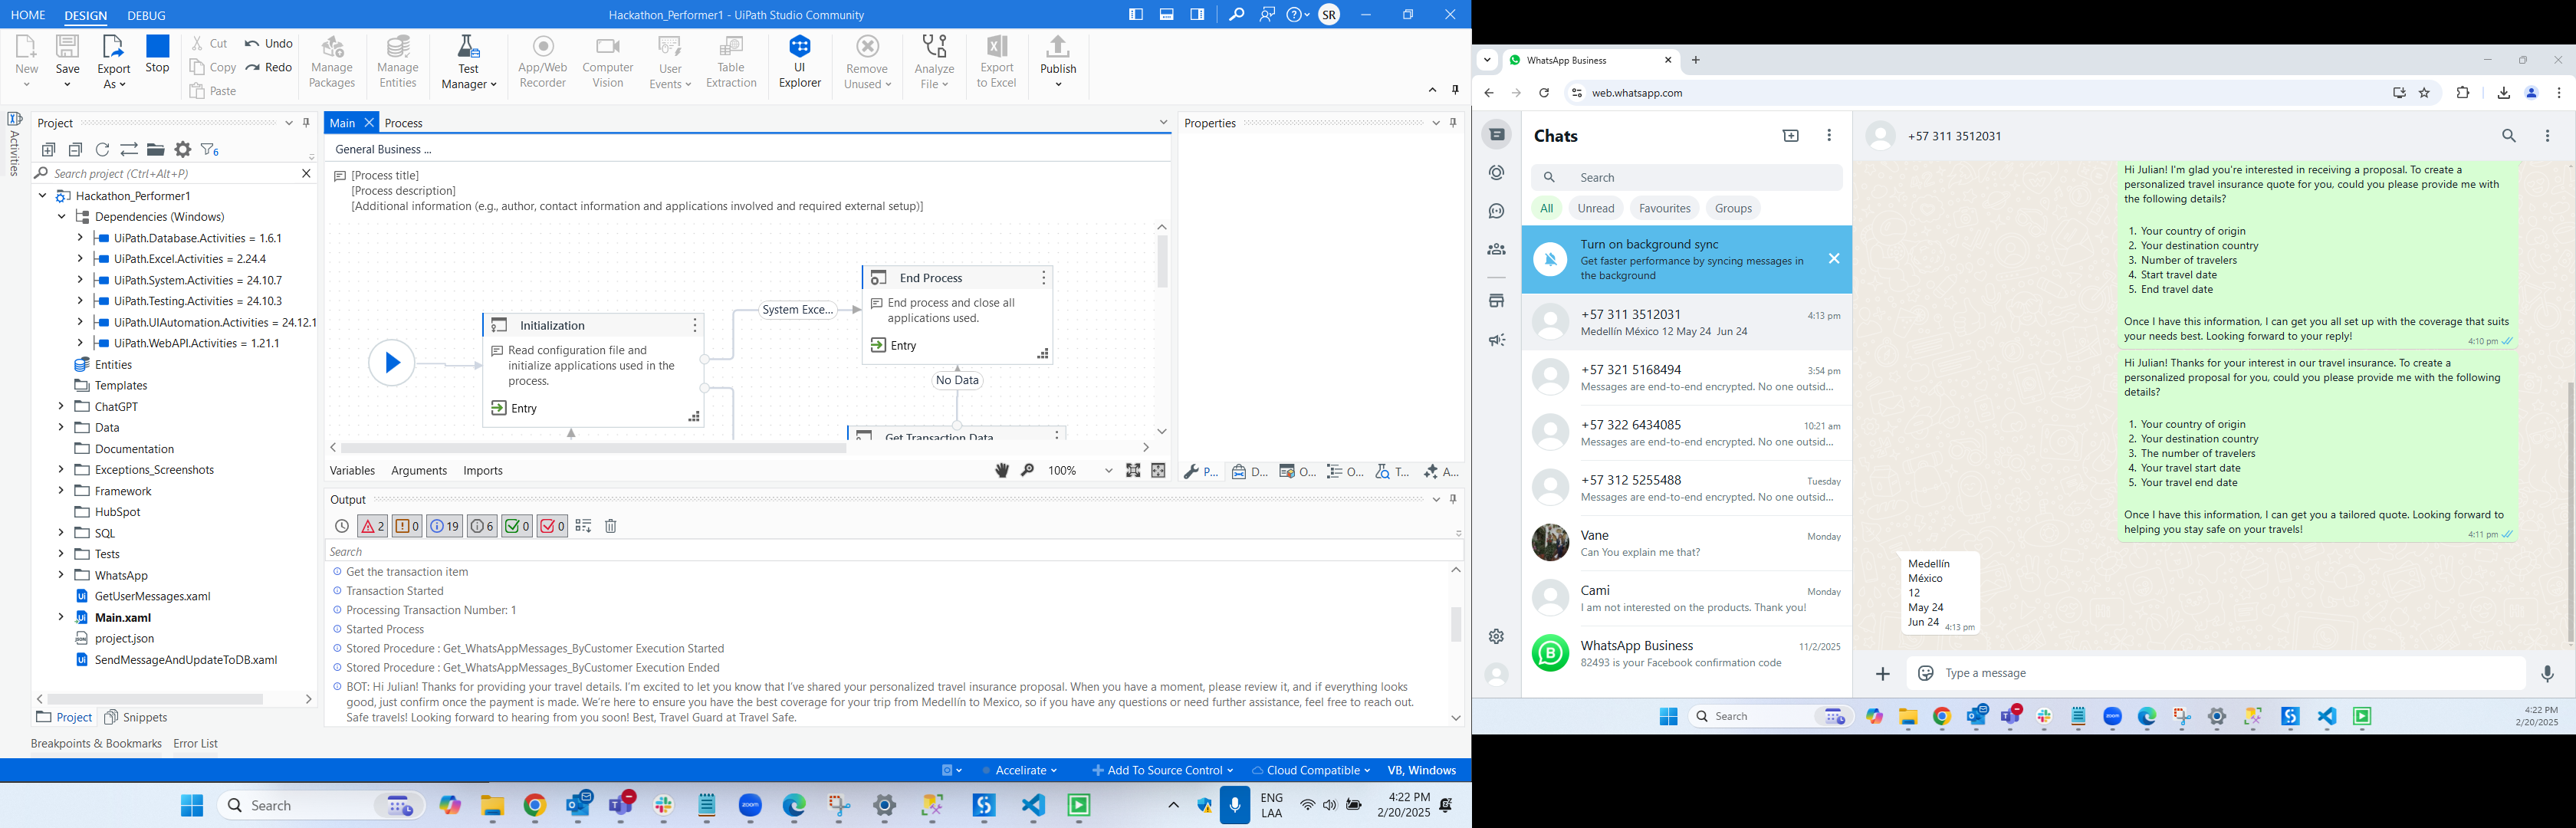 HOME DESIGN DEBUG
Hackathon_Performer1 - UiPath Studio Community
SR
New
Save
Export As
Stop
Cut
Copy
Paste
Undo
Redo
Manage Packages
Manage Entities
Test Manager
App/Web Recorder
Computer Vision
User Events
Table Extraction
UI Explorer
Remove Unused
Analyze File
Export to Excel
Publish
Activities
Project
6
Search project (Ctrl+Alt+P)
Hackathon_Performer1
Dependencies (Windows)
UiPath.Database.Activities = 1.6.1
UiPath.Excel.Activities = 2.24.4
UiPath.System.Activities = 24.10.7
UiPath.Testing.Activities = 24.10.3
UiPath.UIAutomation.Activities = 24.12.1
UiPath.WebAPI.Activities = 1.21.1
Entities
Templates
ChatGPT
Data
Documentation
Exceptions_Screenshots
Framework
HubSpot
SQL
Tests
WhatsApp
GetUserMessages.xaml
Main.xaml
project.json
SendMessageAndUpdateToDB.xaml
Project Snippets
Breakpoints & Bookmarks Error List
Main Process
General Business ...
[Process title]
[Process description]
[Additional information (e.g., author, contact information and applications involved and required external setup)]
Initialization
Read configuration file and
initialize applications used in the
process.
Entry
System Exce...
End Process
End process and close all
applications used.
Entry
No Data
Get Transaction Data
Variables Arguments Imports
100%
Properties
P... D... O... O... T... A...
Output
2 0 19 6 0 0
Search
Get the transaction item
Transaction Started
Processing Transaction Number: 1
Started Process
Stored Procedure : Get_WhatsAppMessages_ByCustomer Execution Started
Stored Procedure : Get_WhatsAppMessages_ByCustomer Execution Ended
BOT: Hi Julian! Thanks for providing your travel details. I'm excited to let you know that I've shared your personalized travel insurance proposal. When you have a moment, please review it, and if everything looks
good, just confirm once the payment is made. We're here to ensure you have the best coverage for your trip from Medellín to Mexico, so if you have any questions or need further assistance, feel free to reach out.
Safe travels! Looking forward to hearing from you soon! Best, Travel Guard at Travel Safe.
Accelirate Add To Source Control Cloud Compatible VB, Windows
Search
zoom
ENG
LAA
4:22 PM
2/20/2025
WhatsApp Business
web.whatsapp.com
Chats
Search
All Unread Favourites Groups
Turn on background sync
Get faster performance by syncing messages in
the background
+57 311 3512031 4:13 pm
Medellín México 12 May 24 Jun 24
+57 321 5168494 3:54 pm
Messages are end-to-end encrypted. No one outsid...
+57 322 6434085 10:21 am
Messages are end-to-end encrypted. No one outsid...
+57 312 5255488 Tuesday
Messages are end-to-end encrypted. No one outsid...
Vane Monday
Can You explain me that?
Cami Monday
I am not interested on the products. Thank you!
WhatsApp Business 11/2/2025
82493 is your Facebook confirmation code
+57 311 3512031
Hi Julian! I'm glad you're interested in receiving a proposal. To create a
personalized travel insurance quote for you, could you please provide me with
the following details?
1. Your country of origin
2. Your destination country
3. Number of travelers
4. Start travel date
5. End travel date
Once I have this information, I can get you all set up with the coverage that suits
your needs best. Looking forward to your reply!
4:10 pm
Hi Julian! Thanks for your interest in our travel insurance. To create a
personalized proposal for you, could you please provide me with the following
details?
1. Your country of origin
2. Your destination country
3. The number of travelers
4. Your travel start date
5. Your travel end date
Once I have this information, I can get you a tailored quote. Looking forward to
helping you stay safe on your travels!
4:11 pm
Medellín
México
12
May 24
Jun 24 4:13 pm
Type a message
Search
4:22 PM
2/20/2025